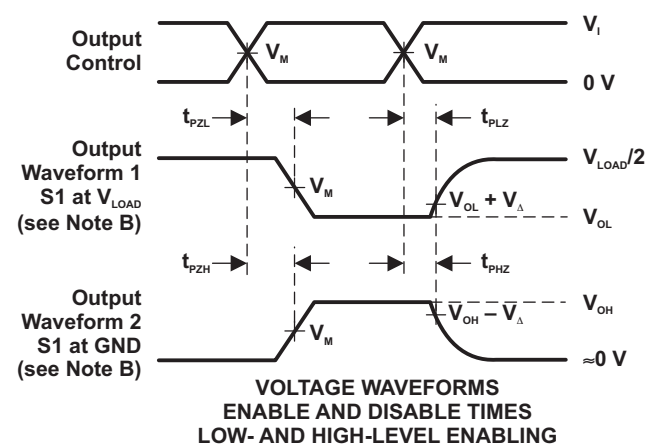 Output
Control
V_M
V_M
V_I
0 V
t_PZL
t_PLZ
Output
Waveform 1
S1 at V_LOAD
(see Note B)
V_M
V_OL + V_Δ
V_LOAD/2
V_OL
t_PZH
t_PHZ
Output
Waveform 2
S1 at GND
(see Note B)
V_M
V_OH – V_Δ
V_OH
≈0 V
VOLTAGE WAVEFORMS
ENABLE AND DISABLE TIMES
LOW- AND HIGH-LEVEL ENABLING